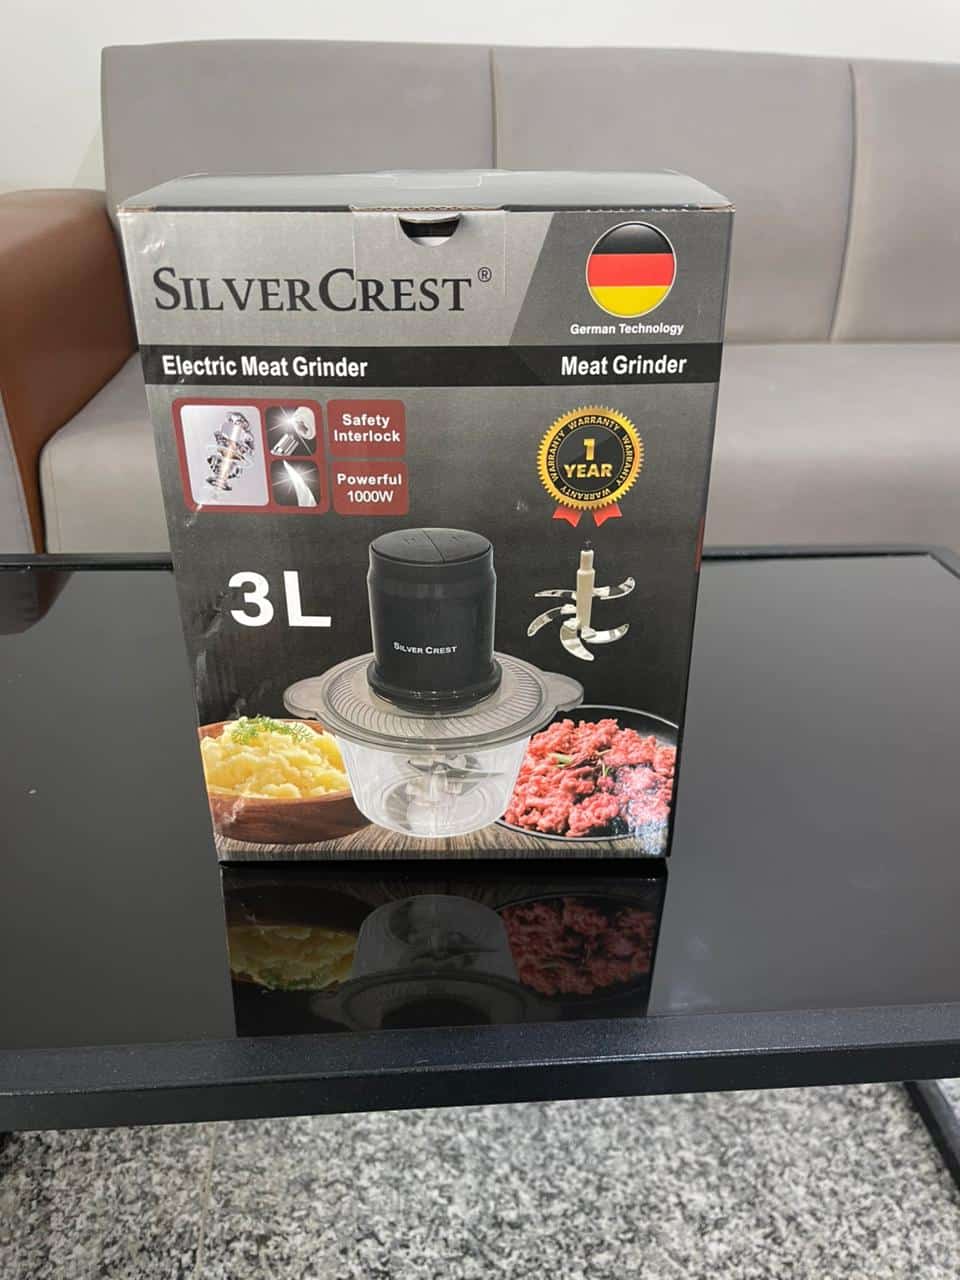 SILVERCREST®
German Technology
Electric Meat Grinder
Meat Grinder
Safety
Interlock
Powerful
1000W
WARRANTY WARRANTY WARRANTY
1
YEAR
WARRANTY
3L
SILVER CREST